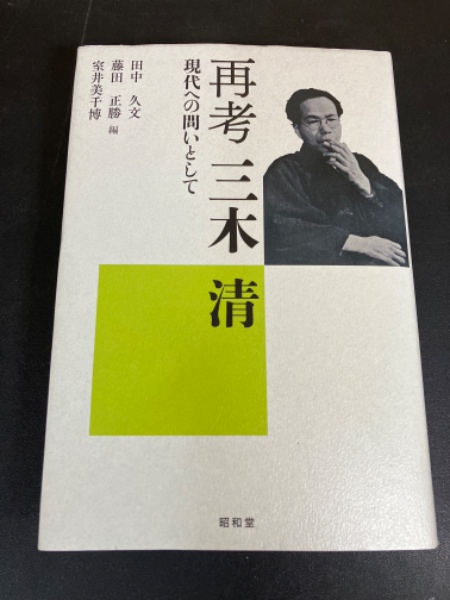 再考 三木 清
現代への問いとして
田中 久文
藤田 正勝 編
室井美千博
昭和堂